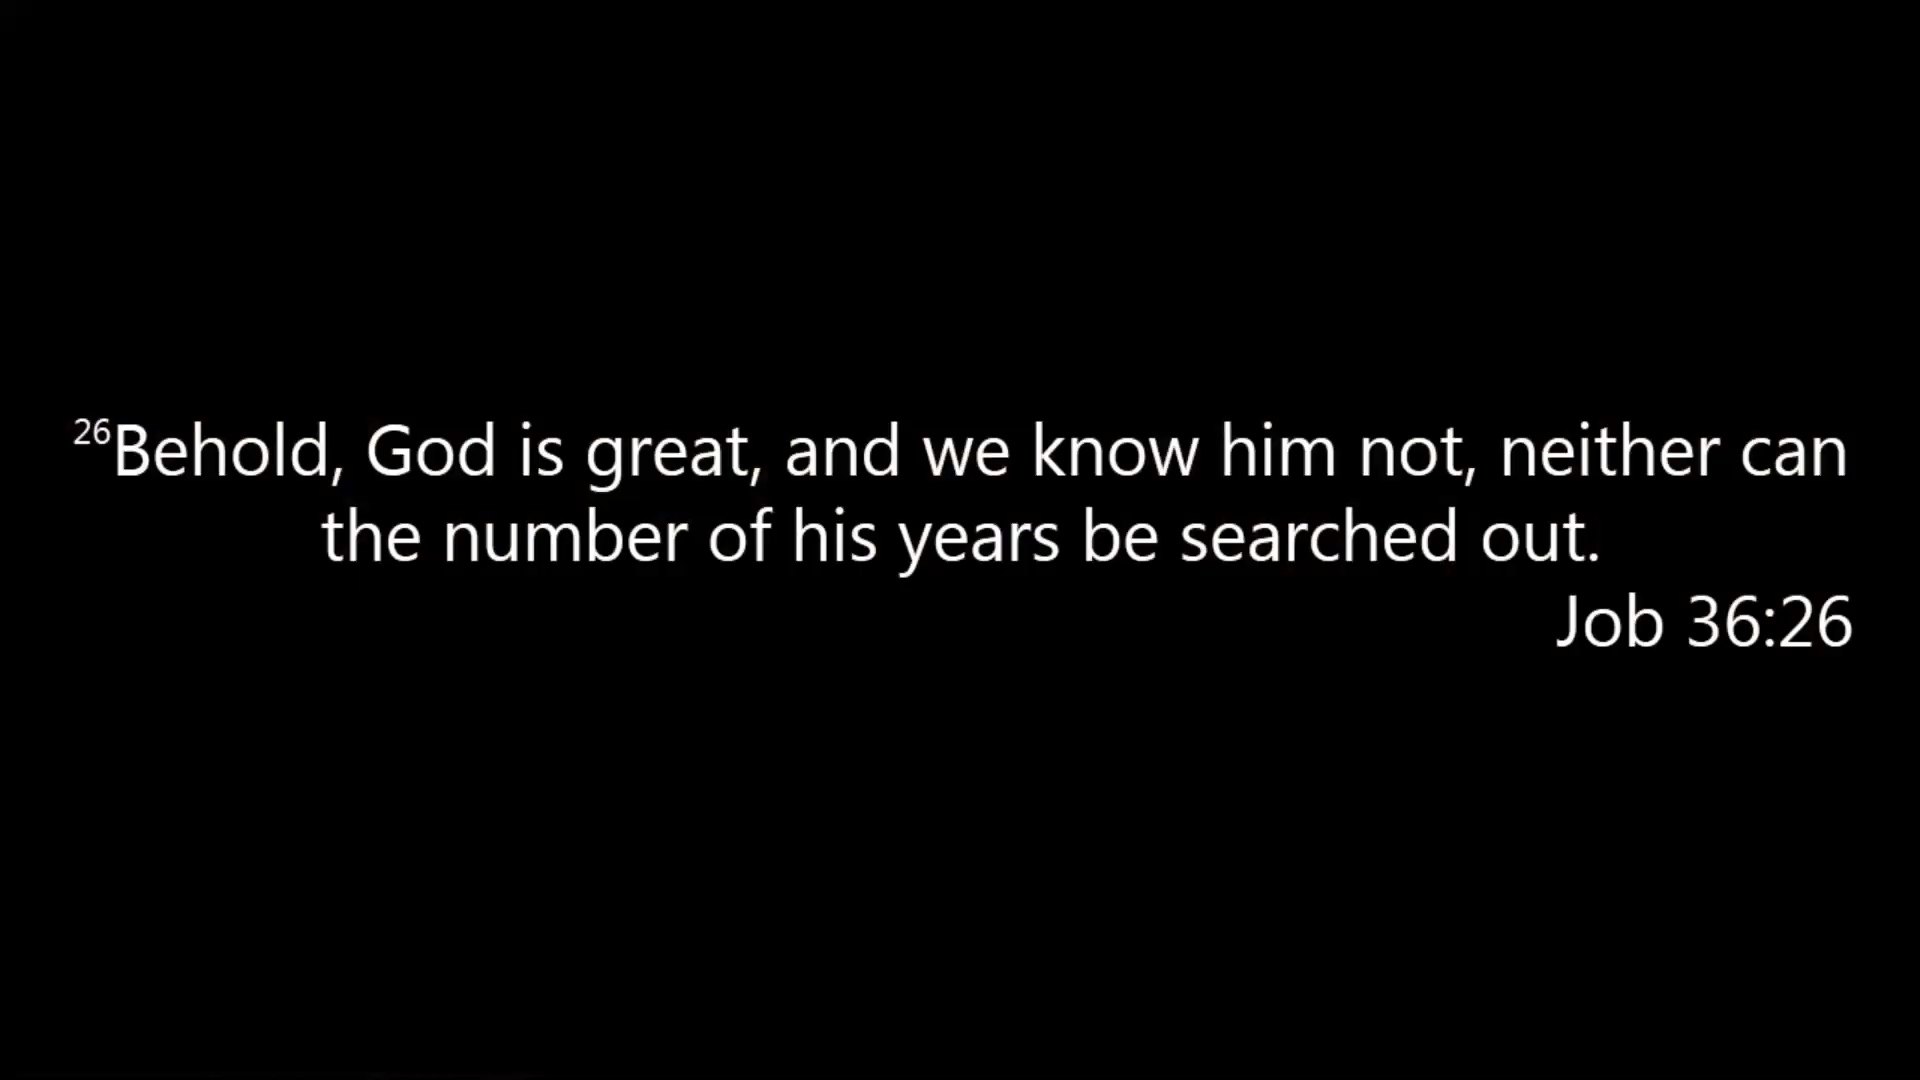 26Behold, God is great, and we know him not, neither can
the number of his years be searched out.
Job 36:26